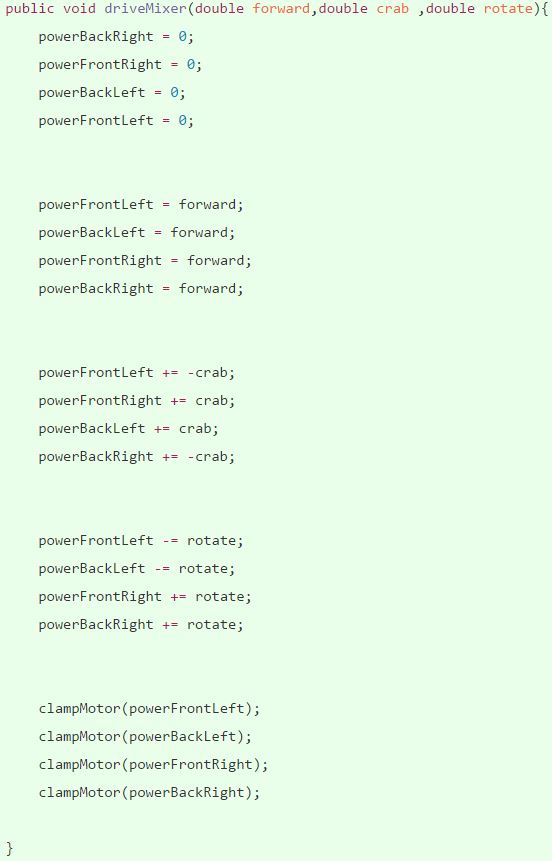 public void driveMixer(double forward,double crab ,double rotate){
    powerBackRight = 0;
    powerFrontRight = 0;
    powerBackLeft = 0;
    powerFrontLeft = 0;

    powerFrontLeft = forward;
    powerBackLeft = forward;
    powerFrontRight = forward;
    powerBackRight = forward;

    powerFrontLeft += -crab;
    powerFrontRight += crab;
    powerBackLeft += crab;
    powerBackRight += -crab;

    powerFrontLeft -= rotate;
    powerBackLeft -= rotate;
    powerFrontRight += rotate;
    powerBackRight += rotate;

    clampMotor(powerFrontLeft);
    clampMotor(powerBackLeft);
    clampMotor(powerFrontRight);
    clampMotor(powerBackRight);

}